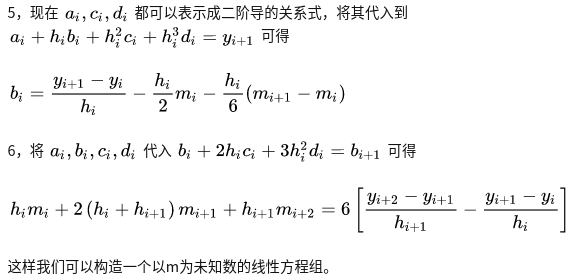 5，现在 $a_i, c_i, d_i$ 都可以表示成二阶导的关系式，将其代入到
$a_i + h_i b_i + h_i^2 c_i + h_i^3 d_i = y_{i+1}$ 可得
$b_i = \frac{y_{i+1} - y_i}{h_i} - \frac{h_i}{2} m_i - \frac{h_i}{6} (m_{i+1} - m_i)$
6，将 $a_i, b_i, c_i, d_i$ 代入 $b_i + 2h_i c_i + 3h_i^2 d_i = b_{i+1}$ 可得
$h_i m_i + 2 (h_i + h_{i+1}) m_{i+1} + h_{i+1} m_{i+2} = 6 \left[ \frac{y_{i+2} - y_{i+1}}{h_{i+1}} - \frac{y_{i+1} - y_i}{h_i} \right]$
这样我们可以构造一个以m为未知数的线性方程组。